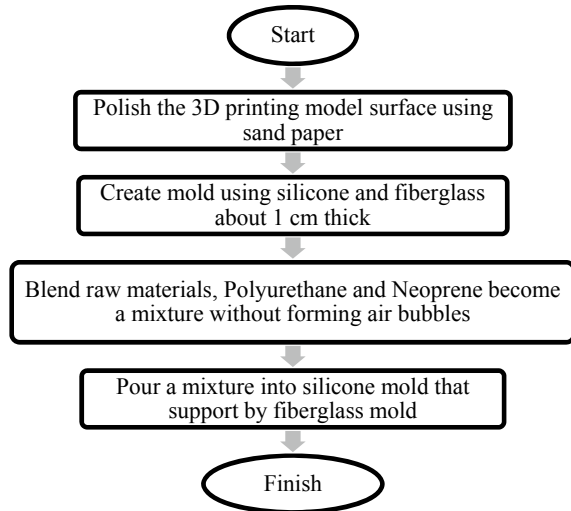 Start
Polish the 3D printing model surface using
sand paper
Create mold using silicone and fiberglass
about 1 cm thick
Blend raw materials, Polyurethane and Neoprene become
a mixture without forming air bubbles
Pour a mixture into silicone mold that
support by fiberglass mold
Finish